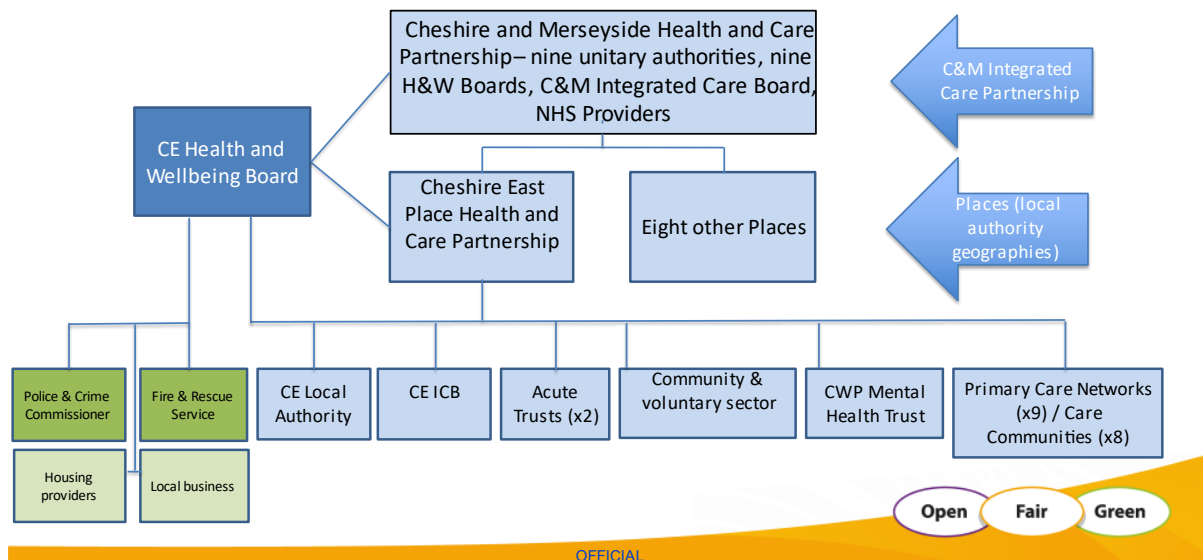 Cheshire and Merseyside Health and Care
Partnership– nine unitary authorities, nine
H&W Boards, C&M Integrated Care Board,
NHS Providers
C&M Integrated
Care Partnership
CE Health and
Wellbeing Board
Cheshire East
Place Health and
Care Partnership
Eight other Places
Places (local
authority
geographies)
Police & Crime
Commissioner
Fire & Rescue
Service
CE Local
Authority
CE ICB
Acute
Trusts (x2)
Community &
voluntary sector
CWP Mental
Health Trust
Primary Care Networks
(x9) / Care
Communities (x8)
Housing
providers
Local business
Open
Fair
Green
OFFICIAL